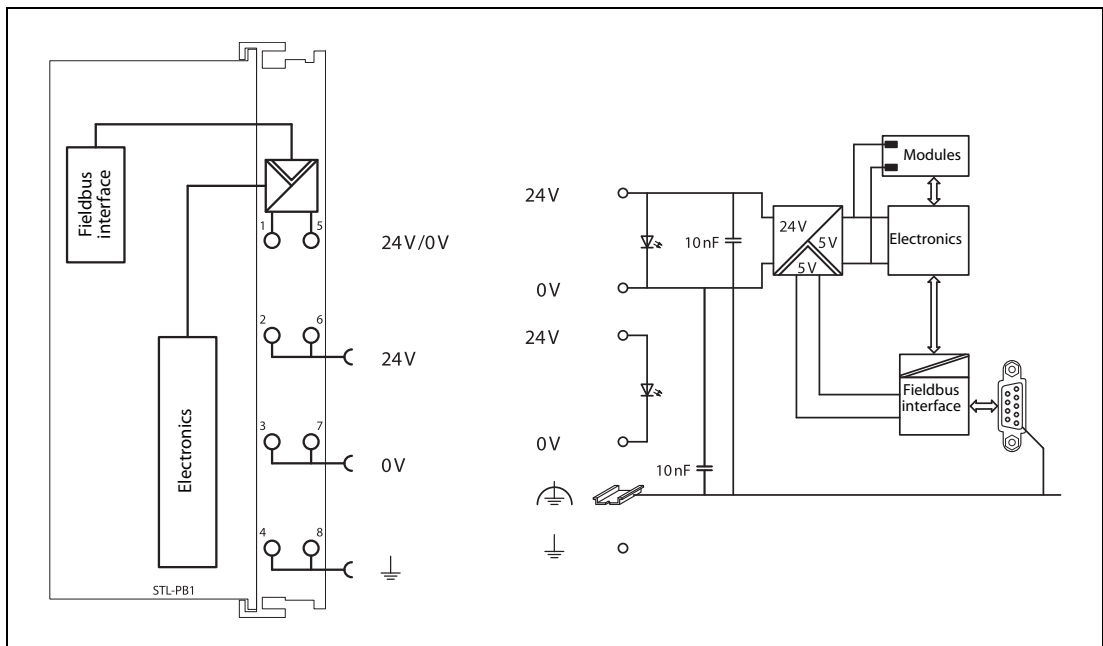 Fieldbus
interface
1
5
24V/0V
2
6
24V
3
7
0V
4
8
Electronics
STL-PB1
24V
10nF
0V
24V
0V
10nF
24V
5V
5V
Modules
Electronics
Fieldbus
interface